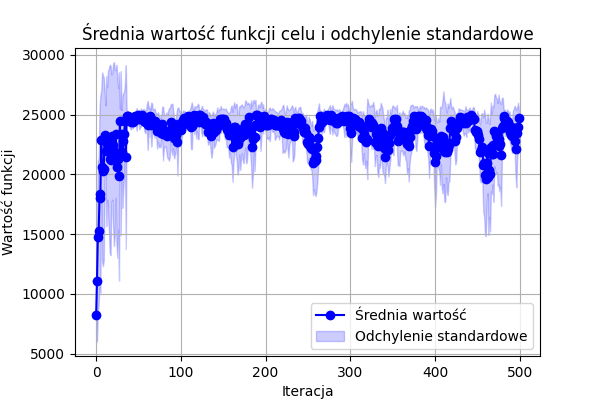 Średnia wartość funkcji celu i odchylenie standardowe
30000
25000
20000
15000
10000
5000
Wartość funkcji
0
100
200
300
400
500
Iteracja
Średnia wartość
Odchylenie standardowe